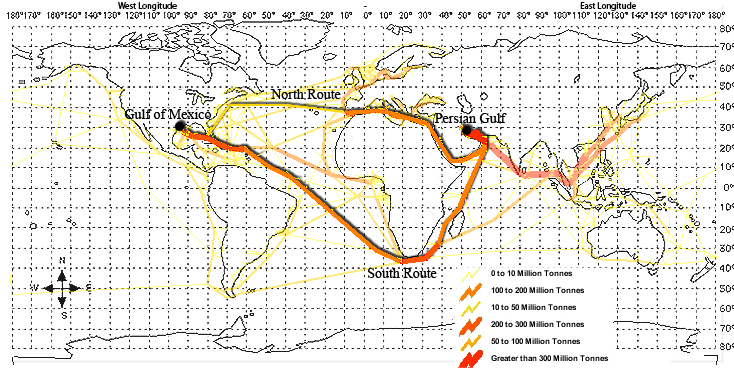 West Longitude East Longitude
180°170° 160° 150° 140° 130° 120° 110° 100° 90° 80° 70° 60° 50° 40° 30° 20° 10° 0° 10° 20° 30° 40° 50° 60° 70° 80° 90° 100° 110° 120° 130° 140° 150° 160° 170° 180°
80°
70°
60°
50°
40°
North Route
Gulf of Mexico
Persian Gulf
30°
20°
10°
0°
10°
20°
30°
South Route
40°
50°
60°
70°
80°
N
W E
S
0 to 10 Million Tonnes
100 to 200 Million Tonnes
10 to 50 Million Tonnes
200 to 300 Million Tonnes
50 to 100 Million Tonnes
Greater than 300 Million Tonnes